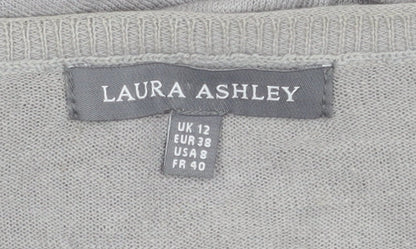 LAURA ASHLEY
UK 12
EUR 38
USA 8
FR 40